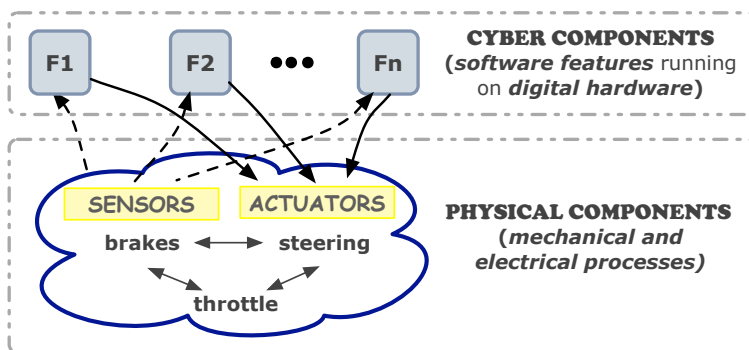 F1
F2
•••
Fn
CYBER COMPONENTS
(software features running
on digital hardware)
SENSORS
ACTUATORS
brakes
steering
throttle
PHYSICAL COMPONENTS
(mechanical and
electrical processes)